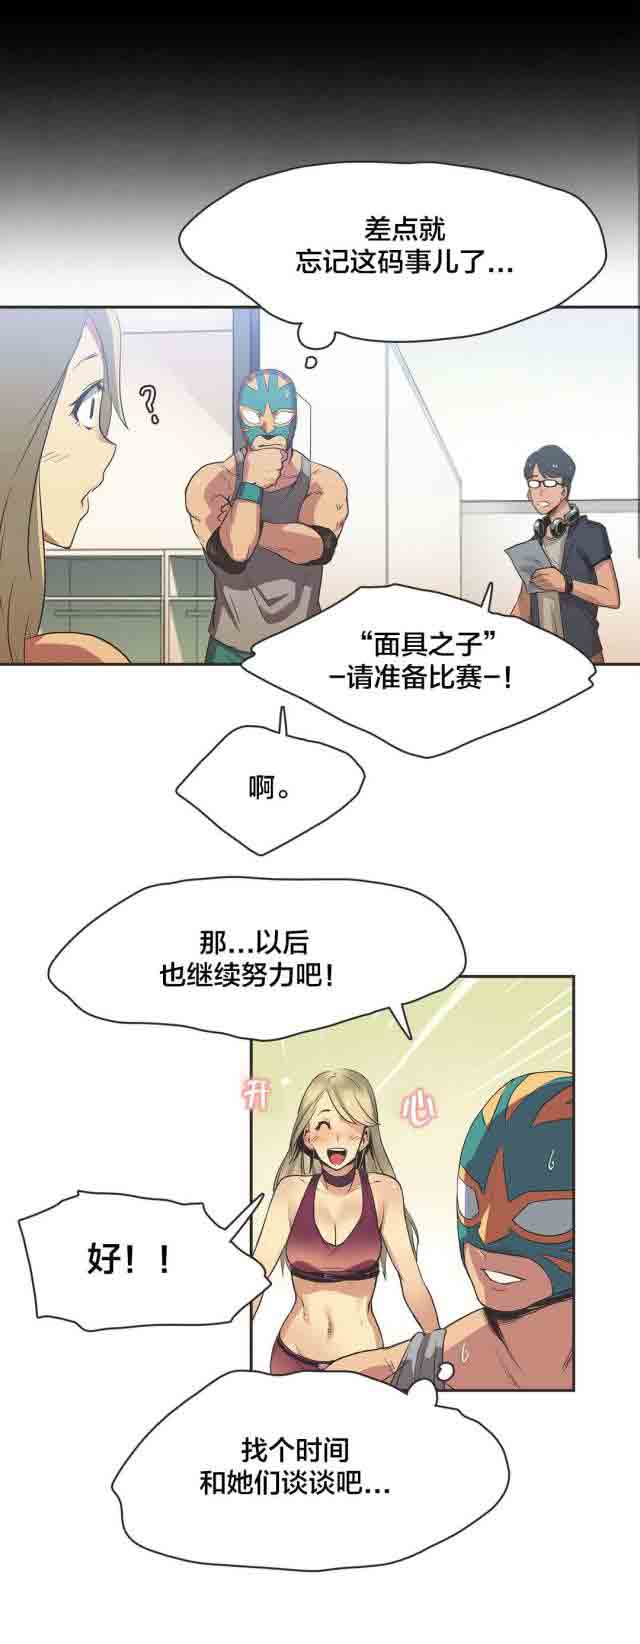 差点就
忘记这码事儿了...
?
“面具之子”
-请准备比赛-!
啊。
那...以后
也继续努力吧!
开心
好!!
找个时间
和她们谈谈吧...